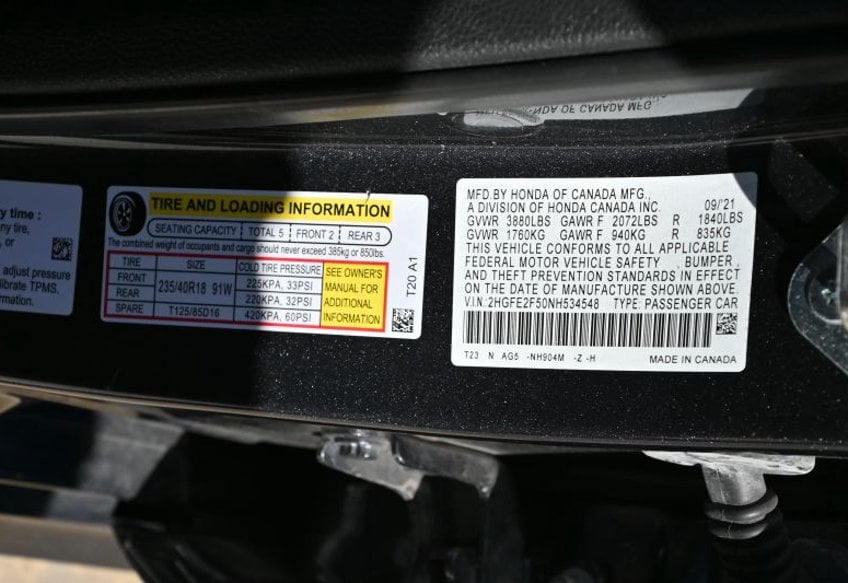 NDA OF CANADA MFG
y time :
ny tire,
, or
adjust pressure
librate TPMS.
rmation.
TIRE AND LOADING INFORMATION
SEATING CAPACITY TOTAL 5 FRONT 2 REAR 3
The combined weight of occupants and cargo should never exceed 385kg or 850lbs.
TIRE SIZE COLD TIRE PRESSURE
FRONT 235/40R18 91W 225KPA, 33PSI
REAR 220KPA, 32PSI
SPARE T125/85D16 420KPA, 60PSI
SEE OWNER'S
MANUAL FOR
ADDITIONAL
INFORMATION
T20 A1
MFD.BY HONDA OF CANADA MFG., 09/'21
A DIVISION OF HONDA CANADA INC.
GVWR 3880LBS GAWR F 2072LBS R 1840LBS
GVWR 1760KG GAWR F 940KG R 835KG
THIS VEHICLE CONFORMS TO ALL APPLICABLE
FEDERAL MOTOR VEHICLE SAFETY , BUMPER ,
AND THEFT PREVENTION STANDARDS IN EFFECT
ON THE DATE OF MANUFACTURE SHOWN ABOVE.
V.I.N.:2HGFE2F50NH534548 TYPE: PASSENGER CAR
T23 N AG5 -NH904M -Z -H MADE IN CANADA